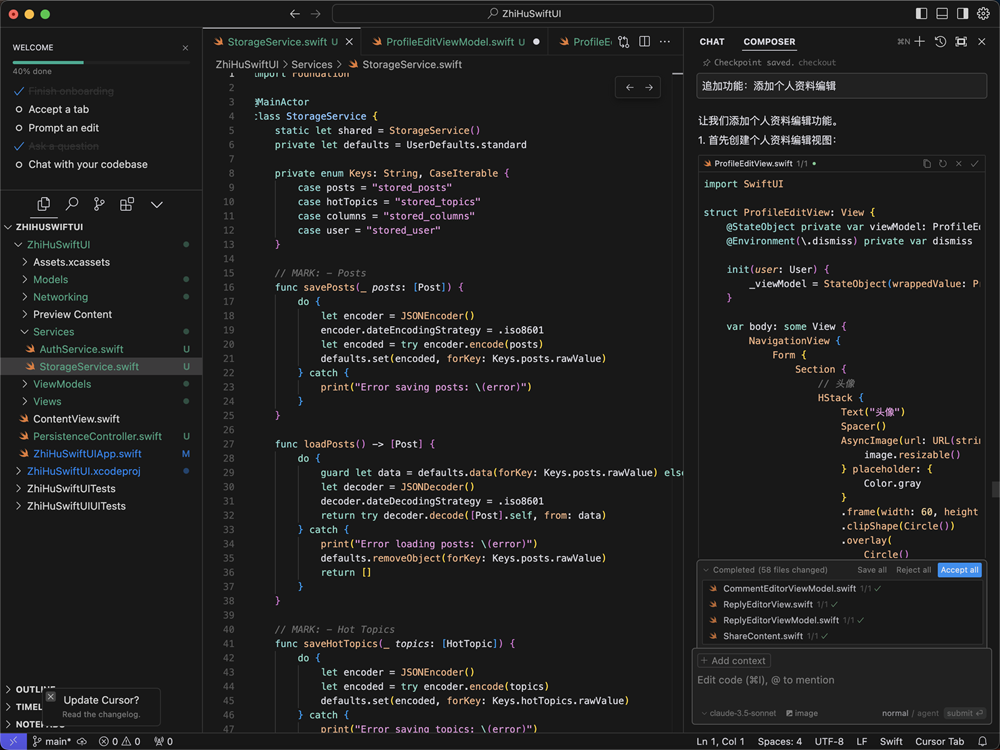 ZhiHuSwiftUI
WELCOME
40% done
Finish onboarding
Accept a tab
Prompt an edit
Ask a question
Chat with your codebase
ZHIHUSWIFTUI
ZhiHuSwiftUI
Assets.xcassets
Models
Networking
Preview Content
Services
AuthService.swift U
StorageService.swift U
ViewModels
Views
ContentView.swift
PersistenceController.swift U
ZhiHuSwiftUIApp.swift M
ZhiHuSwiftUI.xcodeproj
ZhiHuSwiftUITests
ZhiHuSwiftUIUITests
Update Cursor?
Read the changelog.
StorageService.swift U
ProfileEditViewModel.swift U
ZhiHuSwiftUI > Services > StorageService.swift
1 import Foundation
2
3 @MainActor
4 class StorageService {
5 static let shared = StorageService()
6 private let defaults = UserDefaults.standard
7
8 private enum Keys: String, CaseIterable {
9 case posts = "stored_posts"
10 case hotTopics = "stored_topics"
11 case columns = "stored_columns"
12 case user = "stored_user"
13 }
14
15 // MARK: - Posts
16 func savePosts(_ posts: [Post]) {
17 do {
18 let encoder = JSONEncoder()
19 encoder.dateEncodingStrategy = .iso8601
20 let encoded = try encoder.encode(posts)
21 defaults.set(encoded, forKey: Keys.posts.rawValue)
22 } catch {
23 print("Error saving posts: \(error)")
24 }
25 }
26
27 func loadPosts() -> [Post] {
28 do {
29 guard let data = defaults.data(forKey: Keys.posts.rawValue) else
30 let decoder = JSONDecoder()
31 decoder.dateDecodingStrategy = .iso8601
32 return try decoder.decode([Post].self, from: data)
33 } catch {
34 print("Error loading posts: \(error)")
35 defaults.removeObject(forKey: Keys.posts.rawValue)
36 return []
37 }
38 }
39
40 // MARK: - Hot Topics
41 func saveHotTopics(_ topics: [HotTopic]) {
42 do {
43 let encoder = JSONEncoder()
44 let encoded = try encoder.encode(topics)
45 defaults.set(encoded, forKey: Keys.hotTopics.rawValue)
46 } catch {
47 print("Error saving topics: \(error)")
CHAT COMPOSER ⌘N
Checkpoint saved. checkout
追加功能：添加个人资料编辑
让我们添加个人资料编辑功能。
1. 首先创建个人资料编辑视图：
ProfileEditView.swift 1/1
import SwiftUI
struct ProfileEditView: View {
@StateObject private var viewModel: ProfileEd
@Environment(\.dismiss) private var dismiss
init(user: User) {
_viewModel = StateObject(wrappedValue: P
}
var body: some View {
NavigationView {
Form {
Section {
// 头像
HStack {
Text("头像")
Spacer()
AsyncImage(url: URL(strin
image.resizable()
} placeholder: {
Color.gray
}
.frame(width: 60, height
.clipShape(Circle())
.overlay(
Circle()
Completed (58 files changed) Save all Reject all Accept all
CommentEditorViewModel.swift 1/1
ReplyEditorView.swift 1/1
ReplyEditorViewModel.swift 1/1
ShareContent.swift 1/1
+ Add context
Edit code (⌘I), @ to mention
claude-3.5-sonnet image normal / agent submit
main* 0 0 0 Ln 1, Col 1 Spaces: 4 UTF-8 LF Swift Cursor Tab